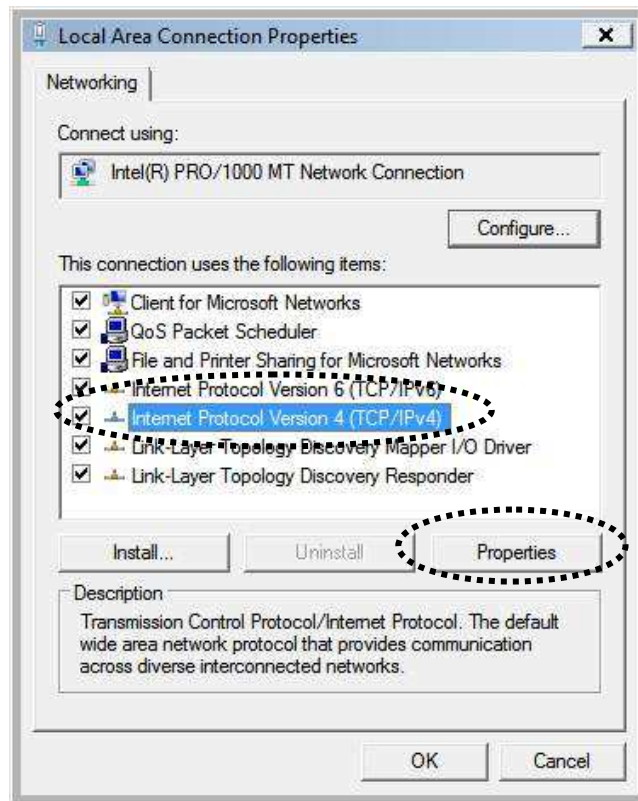 Local Area Connection Properties
Networking
Connect using:
Intel(R) PRO/1000 MT Network Connection
Configure...
This connection uses the following items:
Client for Microsoft Networks
QoS Packet Scheduler
File and Printer Sharing for Microsoft Networks
Internet Protocol Version 6 (TCP/IPv6)
Internet Protocol Version 4 (TCP/IPv4)
Link-Layer Topology Discovery Mapper I/O Driver
Link-Layer Topology Discovery Responder
Install...
Uninstall
Properties
Description
Transmission Control Protocol/Internet Protocol. The default
wide area network protocol that provides communication
across diverse interconnected networks.
OK
Cancel